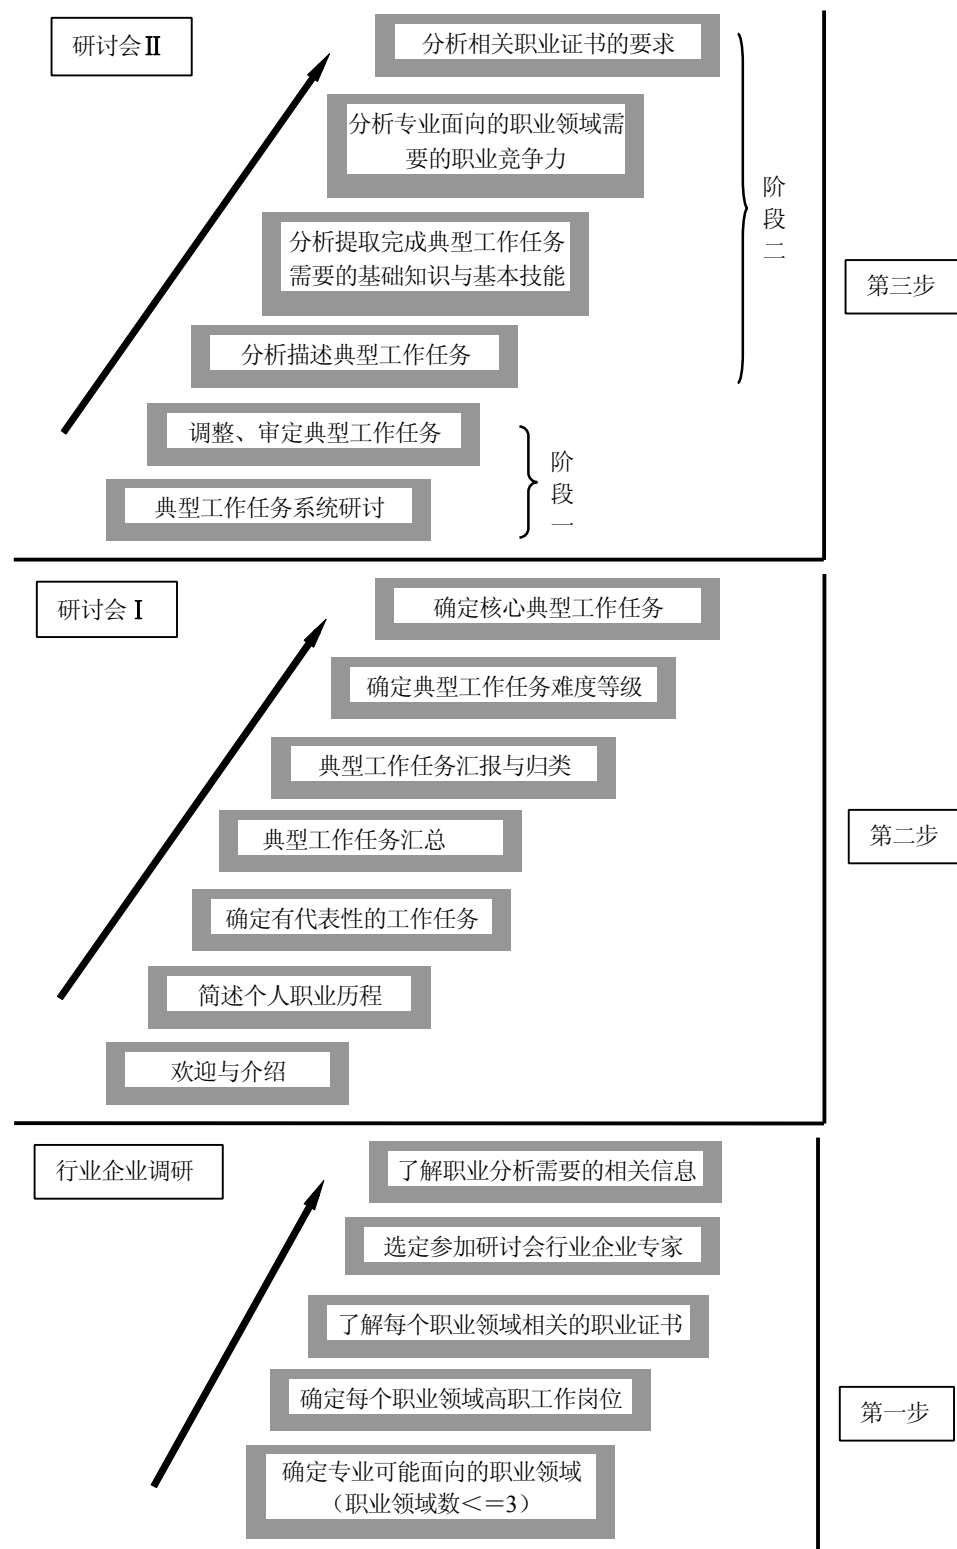 研讨会Ⅱ
分析相关职业证书的要求
分析专业面向的职业领域需
要的职业竞争力
分析提取完成典型工作任务
需要的基础知识与基本技能
分析描述典型工作任务
阶
段
二
第三步
调整、审定典型工作任务
典型工作任务系统研讨
阶
段
一
研讨会Ⅰ
确定核心典型工作任务
确定典型工作任务难度等级
典型工作任务汇报与归类
典型工作任务汇总
第二步
确定有代表性的工作任务
简述个人职业历程
欢迎与介绍
行业企业调研
了解职业分析需要的相关信息
选定参加研讨会行业企业专家
了解每个职业领域相关的职业证书
确定每个职业领域高职工作岗位
第一步
确定专业可能面向的职业领域
（职业领域数＜＝3）